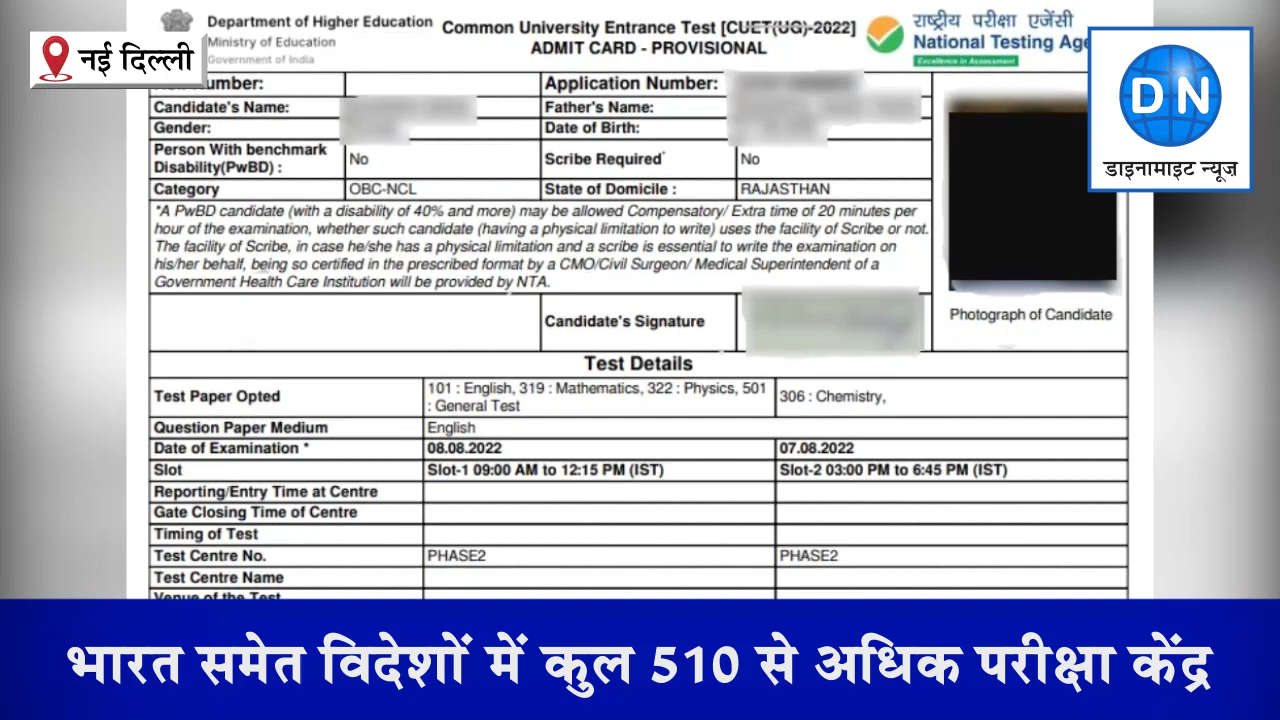 Department of Higher Education
Ministry of Education
Government of India
Common University Entrance Test [CUET(UG)-2022]
ADMIT CARD - PROVISIONAL
राष्ट्रीय परीक्षा एजेंसी
National Testing
Excellence in Assessment
नई दिल्ली
DN
डाइनामाइट न्यूज़
Number:
Application Number:
Candidate's Name:
Father's Name:
Gender:
Date of Birth:
Person With benchmark Disability(PwBD) :
No
Scribe Required*
No
Category
OBC-NCL
State of Domicile :
RAJASTHAN
*A PwBD candidate (with a disability of 40% and more) may be allowed Compensatory/ Extra time of 20 minutes per
hour of the examination, whether such candidate (having a physical limitation to write) uses the facility of Scribe or not.
The facility of Scribe, in case he/she has a physical limitation and a scribe is essential to write the examination on
his/her behalf, being so certified in the prescribed format by a CMO/Civil Surgeon/ Medical Superintendent of a
Government Health Care Institution will be provided by NTA.
Candidate's Signature
Photograph of Candidate
Test Details
Test Paper Opted
101 : English, 319 : Mathematics, 322 : Physics, 501
: General Test
306 : Chemistry,
Question Paper Medium
English
Date of Examination *
08.08.2022
07.08.2022
Slot
Slot-1 09:00 AM to 12:15 PM (IST)
Slot-2 03:00 PM to 6:45 PM (IST)
Reporting/Entry Time at Centre
Gate Closing Time of Centre
Timing of Test
Test Centre No.
PHASE2
PHASE2
Test Centre Name
Venue of the Test
भारत समेत विदेशों में कुल 510 से अधिक परीक्षा केंद्र